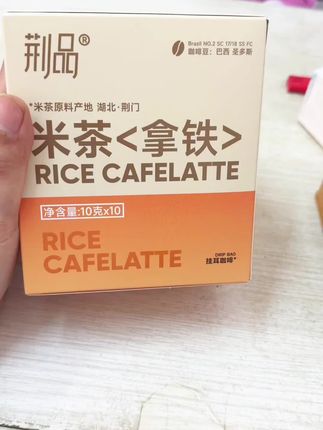 荆品®
Brasil NO.2 SC 17/18 SS FC
咖啡豆：巴西 圣多斯
*米茶原料产地 湖北·荆门
米茶<拿铁>
RICE CAFELATTE
净含量:10克x10
RICE
CAFELATTE
DRIP BAG
挂耳咖啡*